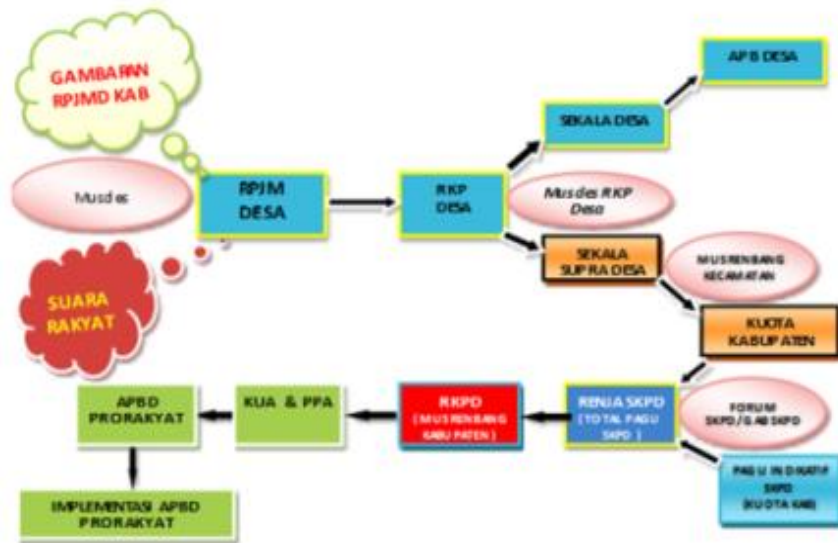 GAMBARAN
RPJMD KAB
APB DESA
SEKALA DESA
Musdes
RPJM
DESA
RKP
DESA
Musdes RKP
Desa
SEKALA
SUPRA DESA
MUSRENBANG
KECAMATAN
SUARA
RAKYAT
KUOTA
KABUPATEN
APBD
PRORAKYAT
KUA & PPA
RKPD
( MUSRENBANG
KABUPATEN )
RENJA SKPD
( TOTAL PAGU
SKPD )
FORUM
SKPD/GAB SKPD
PAGU INDIKATIF
SKPD
(KUOTA KAB)
IMPLEMENTASI APBD
PRORAKYAT